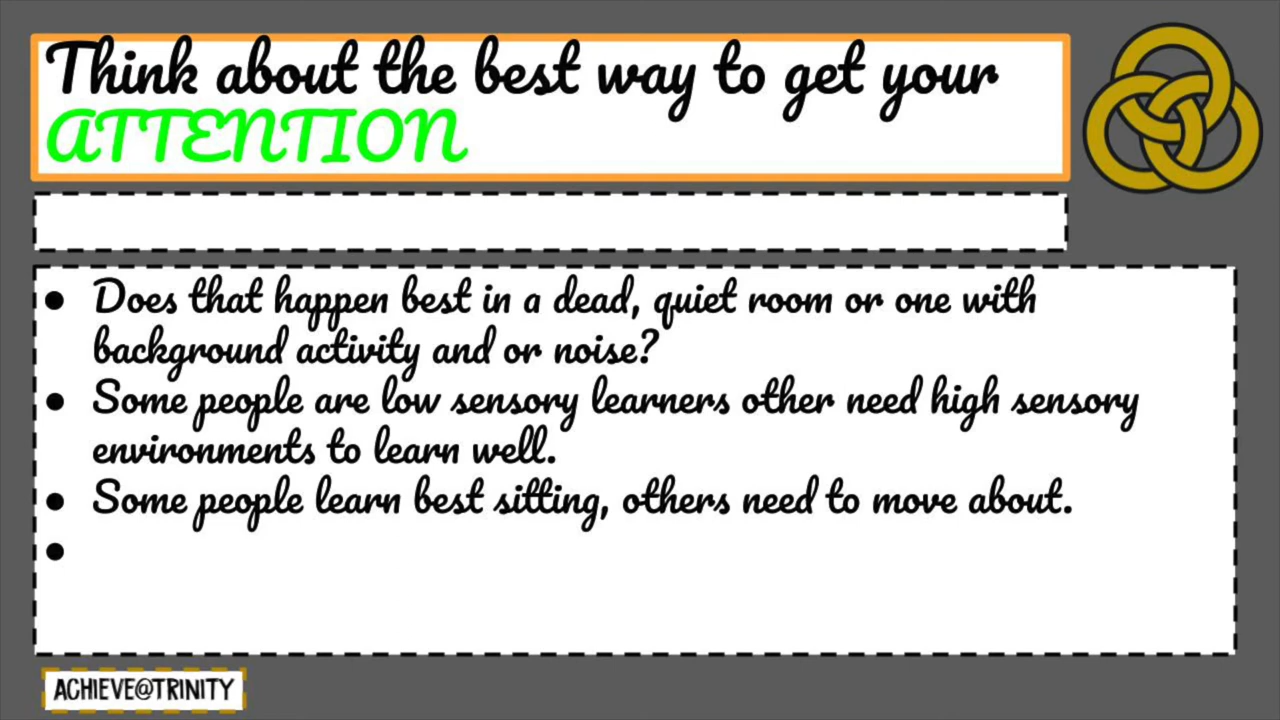 Think about the best way to get your
ATTENTION
● Does that happen best in a dead, quiet room or one with
background activity and or noise?
● Some people are low sensory learners other need high sensory
environments to learn well.
● Some people learn best sitting, others need to move about.
●
ACHIEVE@TRINITY